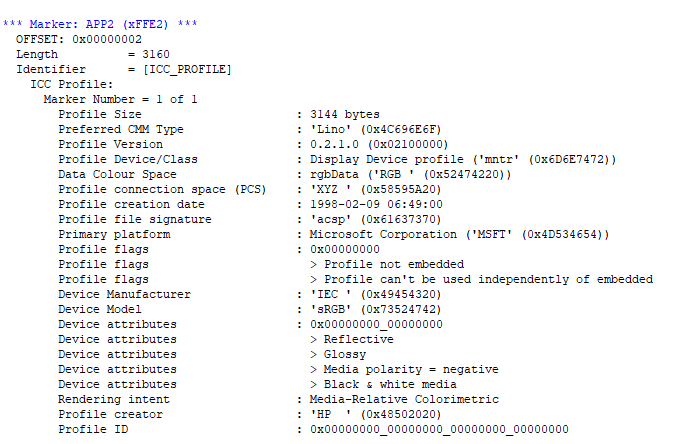 *** Marker: APP2 (xFFE2) ***
OFFSET: 0x00000002
Length = 3160
Identifier = [ICC_PROFILE]
ICC Profile:
Marker Number = 1 of 1
Profile Size : 3144 bytes
Preferred CMM Type : 'Lino' (0x4C696E6F)
Profile Version : 0.2.1.0 (0x02100000)
Profile Device/Class : Display Device profile ('mntr' (0x6D6E7472))
Data Colour Space : rgbData ('RGB ' (0x52474220))
Profile connection space (PCS) : 'XYZ ' (0x58595A20)
Profile creation date : 1998-02-09 06:49:00
Profile file signature : 'acsp' (0x61637370)
Primary platform : Microsoft Corporation ('MSFT' (0x4D534654))
Profile flags : 0x00000000
Profile flags > Profile not embedded
Profile flags > Profile can't be used independently of embedded
Device Manufacturer : 'IEC ' (0x49454320)
Device Model : 'sRGB' (0x73524742)
Device attributes : 0x00000000_00000000
Device attributes > Reflective
Device attributes > Glossy
Device attributes > Media polarity = negative
Device attributes > Black & white media
Rendering intent : Media-Relative Colorimetric
Profile creator : 'HP  ' (0x48502020)
Profile ID : 0x00000000_00000000_00000000_00000000